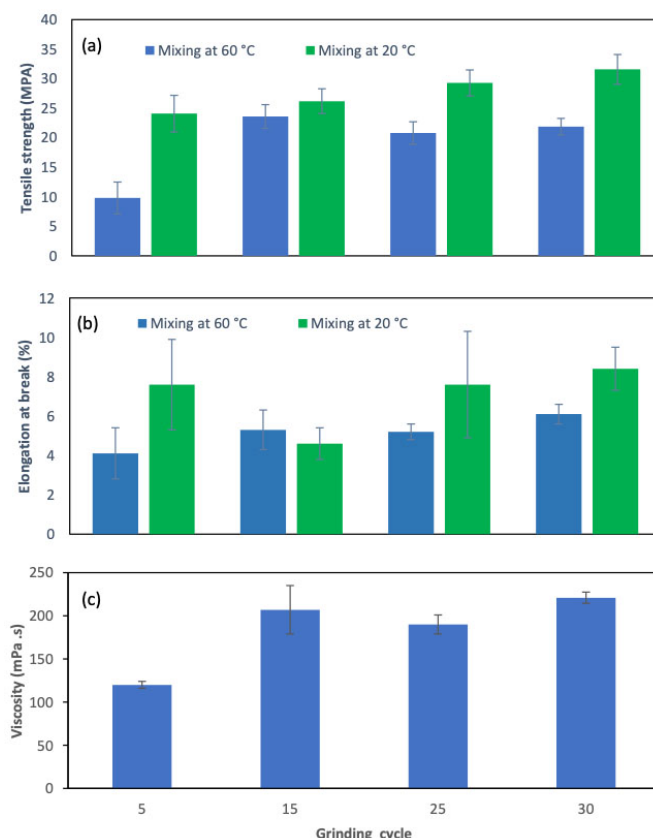 40
35
30
25
20
15
10
5
0
Tensile strength (MPA)
(a)
Mixing at 60 °C
Mixing at 20 °C
12
10
8
6
4
2
0
Elongation at break (%)
(b)
Mixing at 60 °C
Mixing at 20 °C
250
200
150
100
50
0
Viscosity (mPa .s)
(c)
5 15 25 30
Grinding cycle